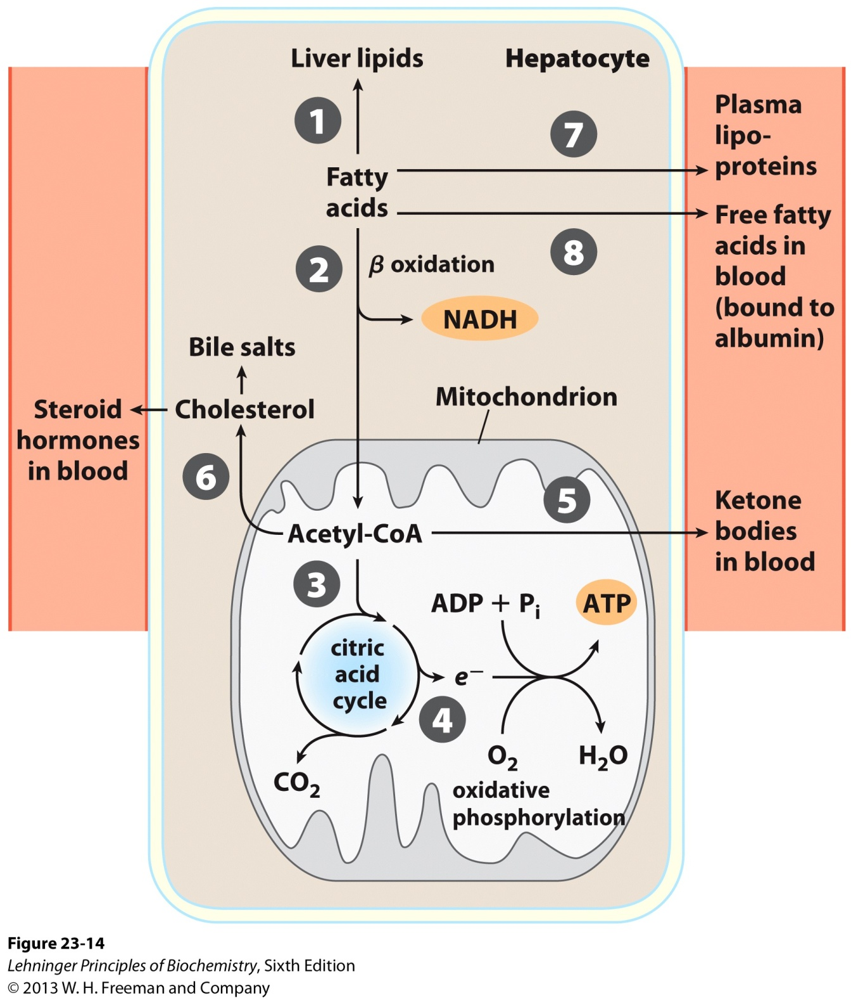 Liver lipids
Hepatocyte
1
7
Plasma
lipo-
proteins
Fatty
acids
Free fatty
acids in
blood
(bound to
albumin)
8
2
β oxidation
NADH
Bile salts
Mitochondrion
Steroid
hormones
in blood
Cholesterol
6
5
Ketone
bodies
in blood
Acetyl-CoA
3
ADP + Pi
ATP
citric
acid
cycle
e−
4
O2
H2O
CO2
oxidative
phosphorylation
Figure 23-14
Lehninger Principles of Biochemistry, Sixth Edition
© 2013 W. H. Freeman and Company